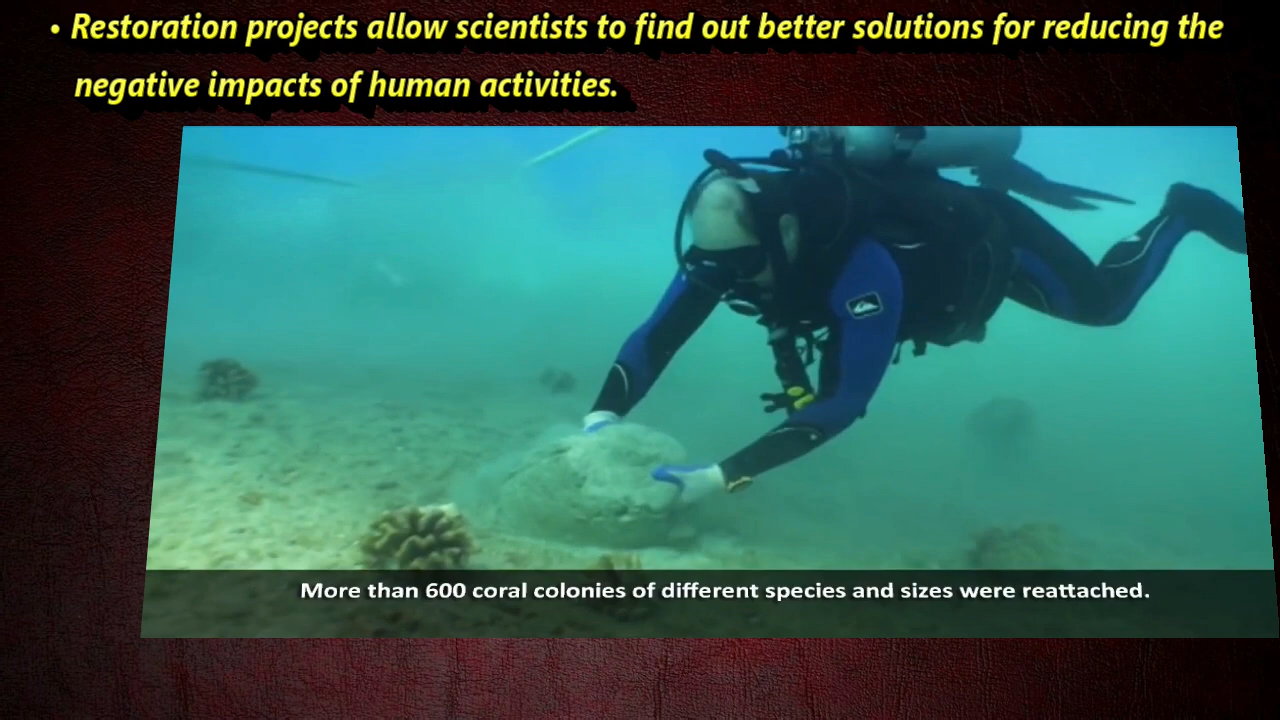 • Restoration projects allow scientists to find out better solutions for reducing the
negative impacts of human activities.
More than 600 coral colonies of different species and sizes were reattached.